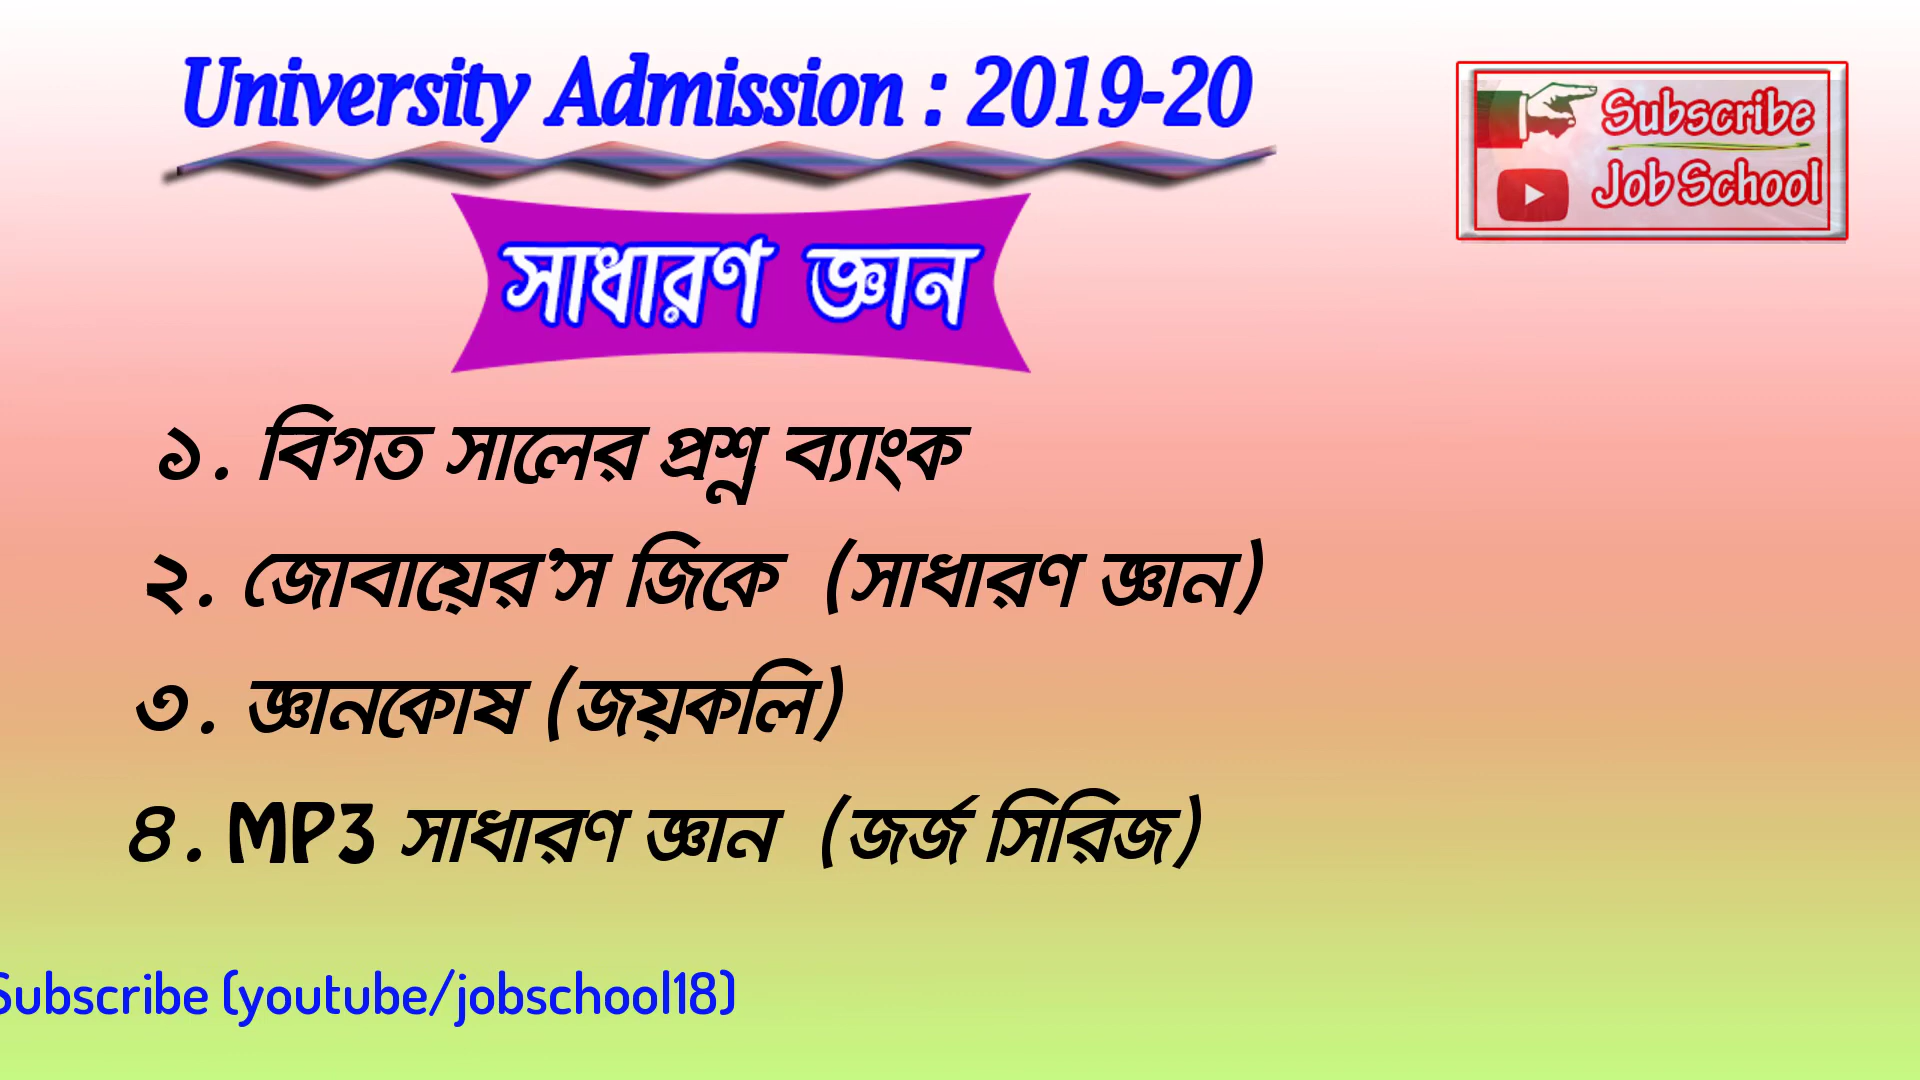 University Admission : 2019-20
Subscribe
Job School
সাধারণ জ্ঞান
১. বিগত সালের প্রশ্ন ব্যাংক
২. জোবায়ের’স জিকে (সাধারণ জ্ঞান)
৩. জ্ঞানকোষ (জয়কলি)
৪. MP3 সাধারণ জ্ঞান (জর্জ সিরিজ)
Subscribe (youtube/jobschool18)